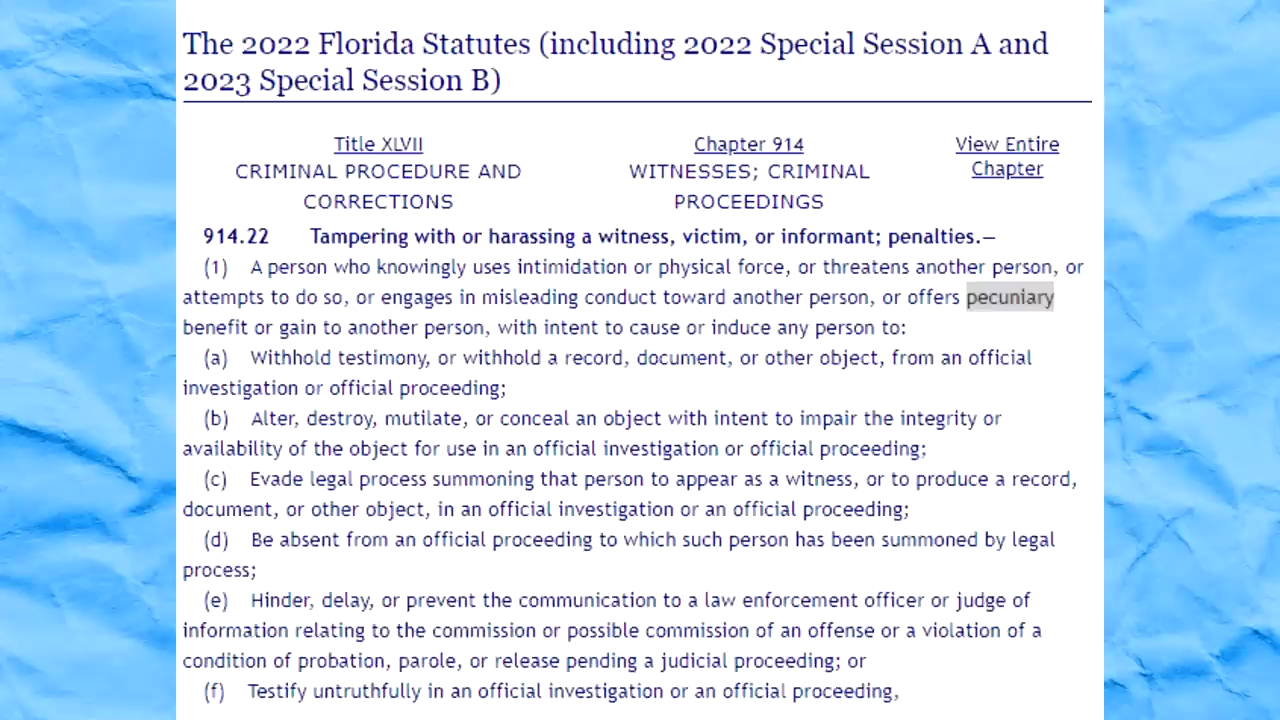 The 2022 Florida Statutes (including 2022 Special Session A and
2023 Special Session B)
Title XLVII
CRIMINAL PROCEDURE AND
CORRECTIONS
Chapter 914
WITNESSES; CRIMINAL
PROCEEDINGS
View Entire
Chapter
914.22 Tampering with or harassing a witness, victim, or informant; penalties.—
(1) A person who knowingly uses intimidation or physical force, or threatens another person, or
attempts to do so, or engages in misleading conduct toward another person, or offers pecuniary
benefit or gain to another person, with intent to cause or induce any person to:
(a) Withhold testimony, or withhold a record, document, or other object, from an official
investigation or official proceeding;
(b) Alter, destroy, mutilate, or conceal an object with intent to impair the integrity or
availability of the object for use in an official investigation or official proceeding;
(c) Evade legal process summoning that person to appear as a witness, or to produce a record,
document, or other object, in an official investigation or an official proceeding;
(d) Be absent from an official proceeding to which such person has been summoned by legal
process;
(e) Hinder, delay, or prevent the communication to a law enforcement officer or judge of
information relating to the commission or possible commission of an offense or a violation of a
condition of probation, parole, or release pending a judicial proceeding; or
(f) Testify untruthfully in an official investigation or an official proceeding,